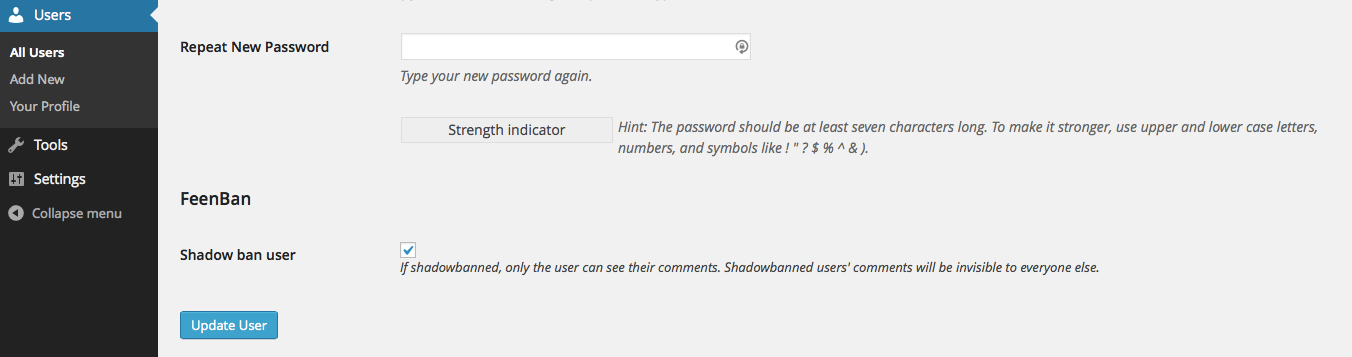 Users
All Users
Add New
Your Profile
Tools
Settings
Collapse menu
Repeat New Password
Type your new password again.
Strength indicator
Hint: The password should be at least seven characters long. To make it stronger, use upper and lower case letters,
numbers, and symbols like ! " ? $ % ^ & ).
FeenBan
Shadow ban user
If shadowbanned, only the user can see their comments. Shadowbanned users' comments will be invisible to everyone else.
Update User